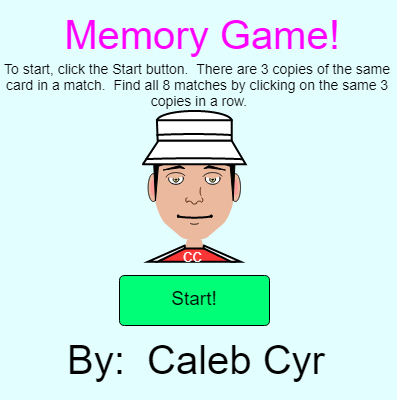 Memory Game!
To start, click the Start button.  There are 3 copies of the same
card in a match.  Find all 8 matches by clicking on the same 3
copies in a row.
CC
Start!
By:  Caleb Cyr